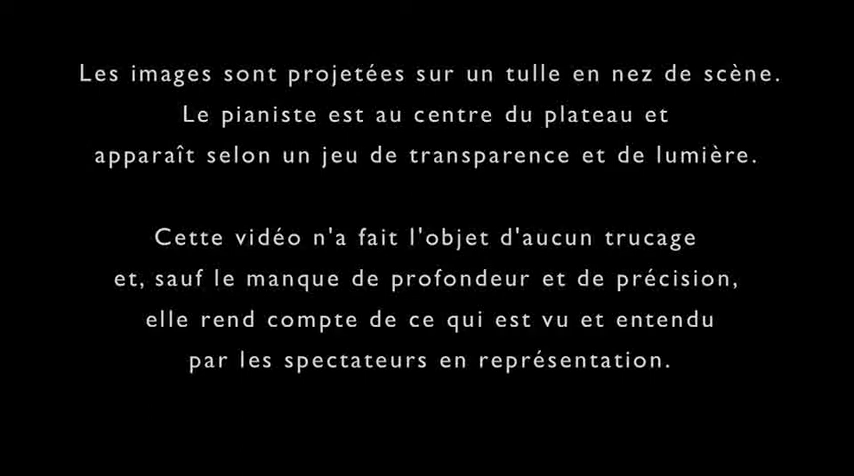 Les images sont projetées sur un tulle en nez de scène.
Le pianiste est au centre du plateau et
apparaît selon un jeu de transparence et de lumière.
Cette vidéo n'a fait l'objet d'aucun trucage
et, sauf le manque de profondeur et de précision,
elle rend compte de ce qui est vu et entendu
par les spectateurs en représentation.